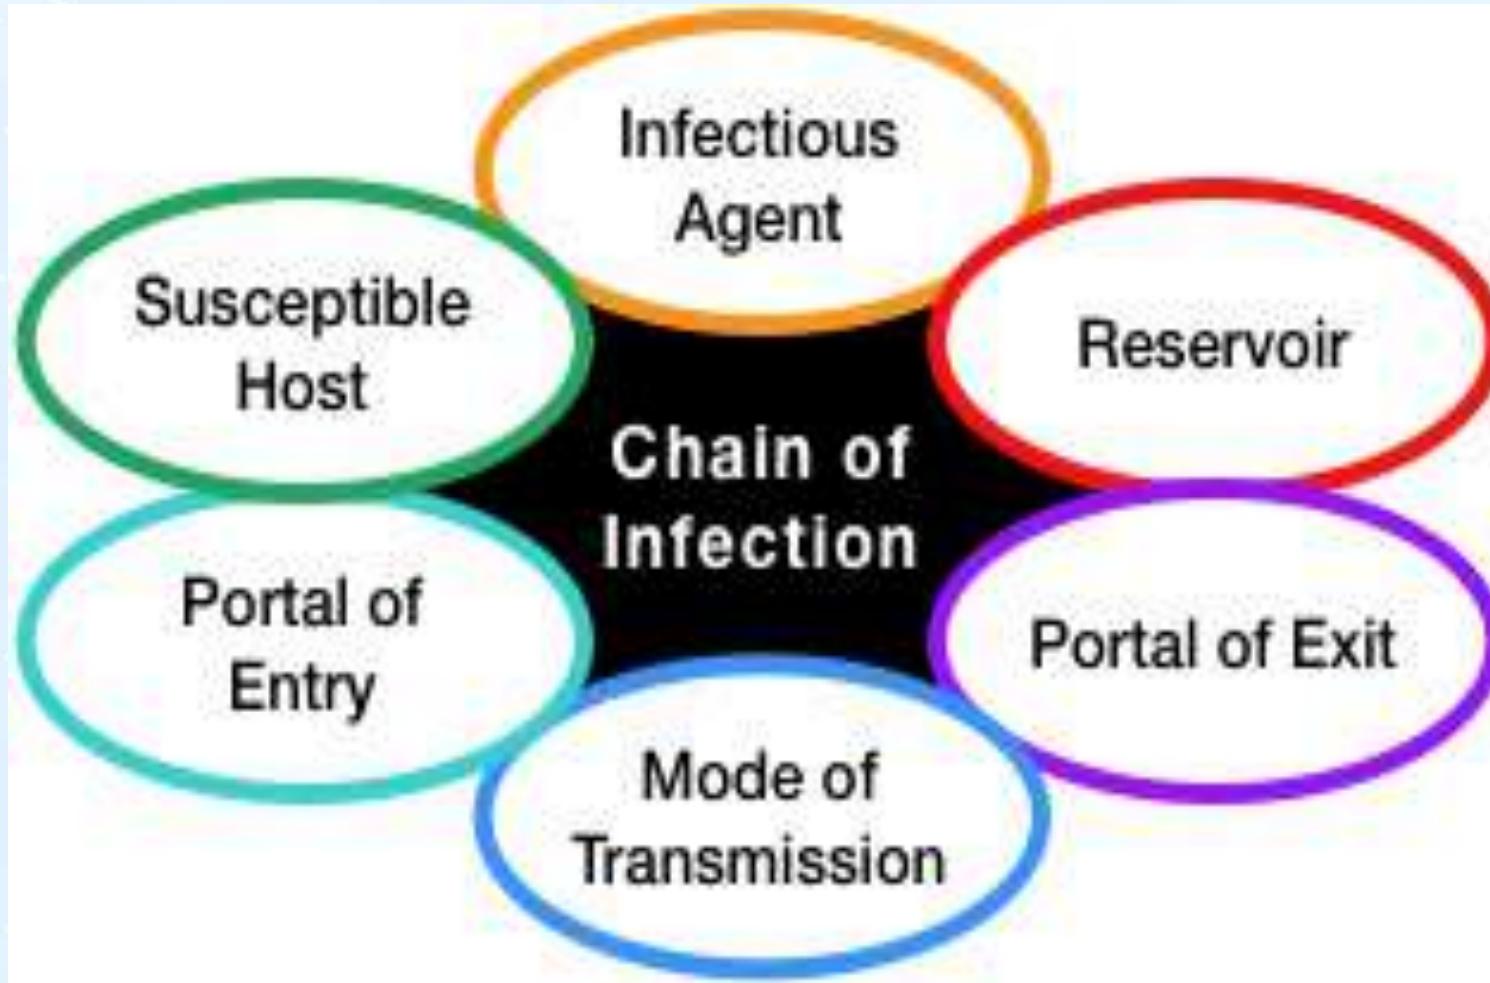 Infectious
Agent
Reservoir
Portal of Exit
Mode of
Transmission
Portal of
Entry
Susceptible
Host
Chain of
Infection